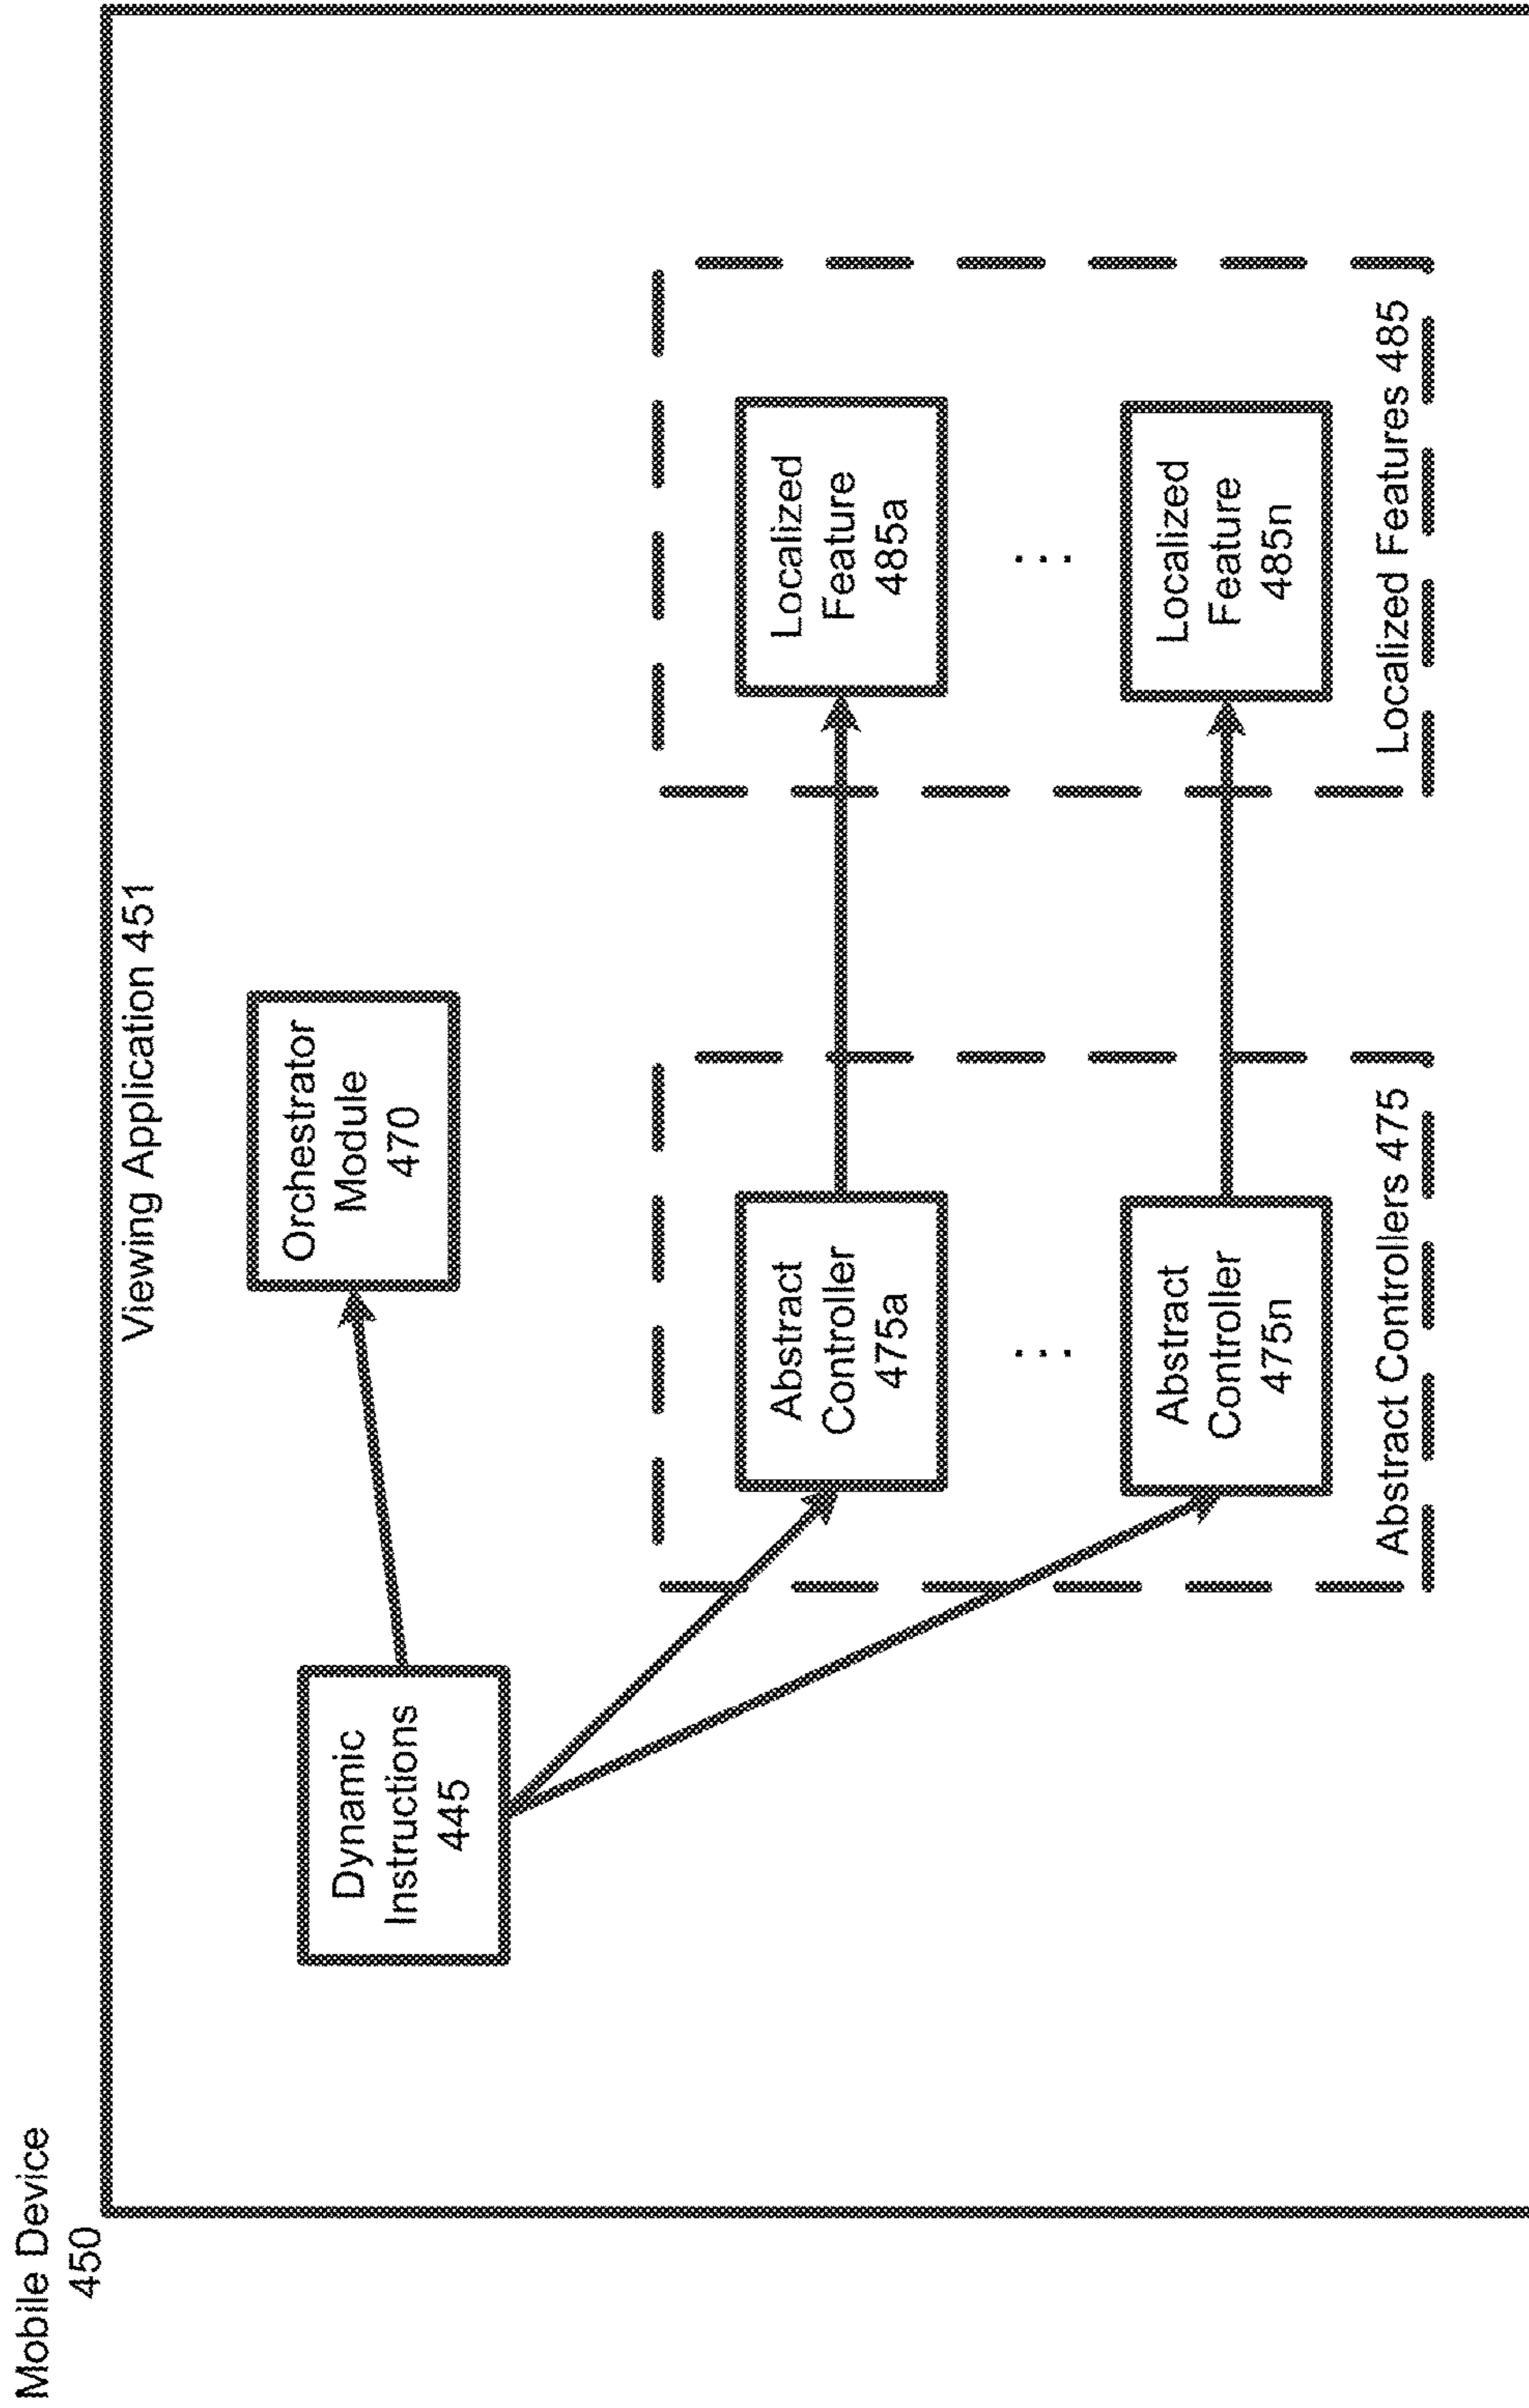 Mobile Device
450
Viewing Application 451
Dynamic
Instructions
445
Orchestrator
Module
470
Abstract
Controller
475a
Localized
Feature
485a
...
...
Abstract
Controller
475n
Localized
Feature
485n
Abstract Controllers 475
Localized Features 485